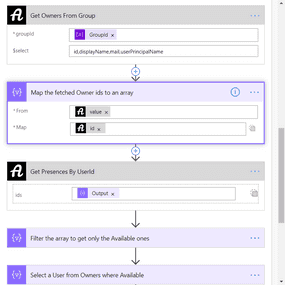 Get Owners From Group
* groupId
GroupId x
$select
id,displayName,mail,userPrincipalName
Map the fetched Owner ids to an array
* From
value x
* Map
id x
Get Presences By UserId
ids
Output x
Filter the array to get only the Available ones
Select a User from Owners where Available